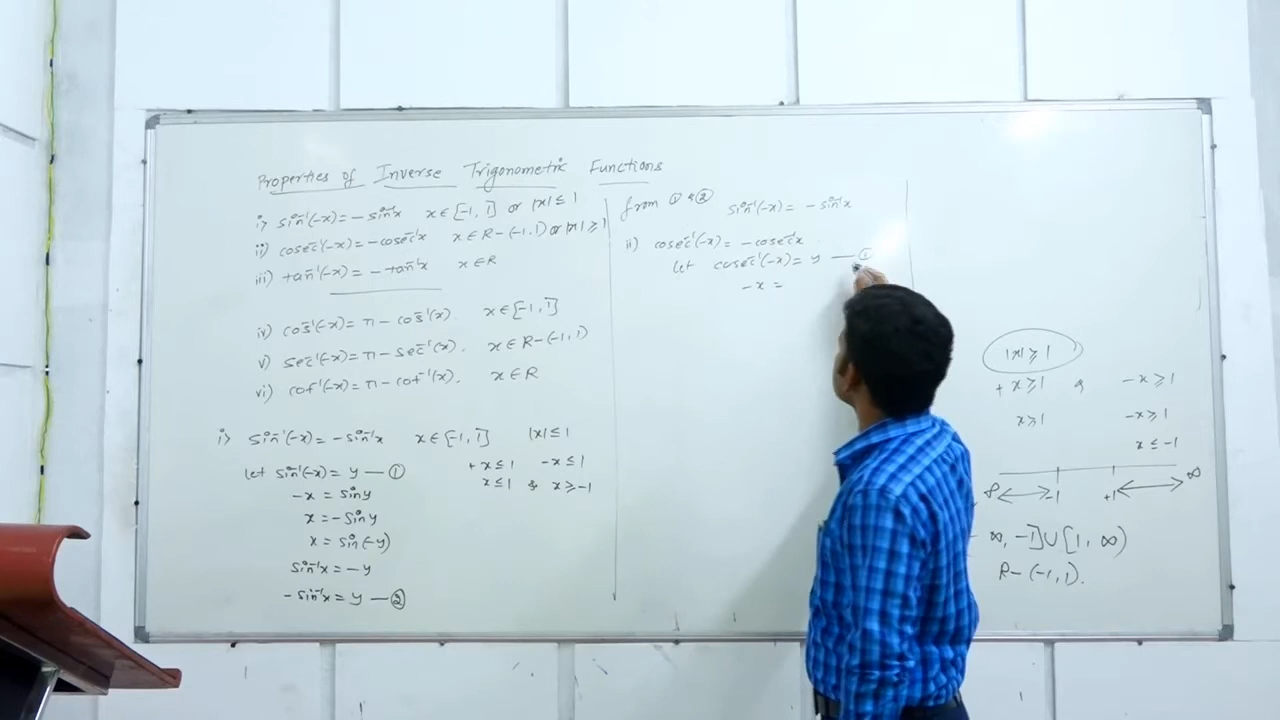 Properties of Inverse Trigonometric Functions
i) sin⁻¹(-x) = -sin⁻¹x x ∈ [-1, 1] or |x| ≤ 1
ii) cosec⁻¹(-x) = -cosec⁻¹x x ∈ R-(-1,1) or |x| ≥ 1
iii) tan⁻¹(-x) = -tan⁻¹x x ∈ R
iv) cos⁻¹(-x) = π - cos⁻¹(x). x ∈ [-1, 1]
v) sec⁻¹(-x) = π - sec⁻¹(x). x ∈ R-(-1,1)
vi) cot⁻¹(-x) = π - cot⁻¹(x). x ∈ R
i) sin⁻¹(-x) = -sin⁻¹x x ∈ [-1, 1] |x| ≤ 1
let sin⁻¹(-x) = y — ① +x ≤ 1 -x ≤ 1
-x = sin y x ≤ 1 & x ≥ -1
x = -sin y
x = sin(-y)
sin⁻¹x = -y
-sin⁻¹x = y — ②
from ① & ② sin⁻¹(-x) = -sin⁻¹x
ii) cosec⁻¹(-x) = -cosec⁻¹x
let cosec⁻¹(-x) = y — ①
-x =
|x| ≥ 1
+x ≥ 1 & -x ≥ 1
x ≥ 1 -x ≥ 1
x ≤ -1
-1 +1 ∞
∞, -1] ∪ [1, ∞)
R-(-1,1).